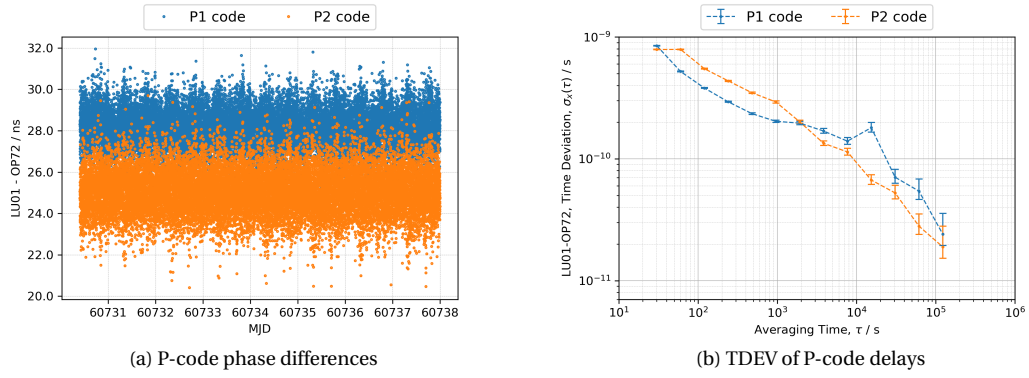 P1 code P2 code
32.0
30.0
28.0
26.0
24.0
22.0
20.0
LU01 - OP72 / ns
60731 60732 60733 60734 60735 60736 60737 60738
MJD
(a) P-code phase differences
P1 code P2 code
10⁻⁹
10⁻¹⁰
10⁻¹¹
LU01-OP72, Time Deviation, σₓ(τ) / s
10¹ 10² 10³ 10⁴ 10⁵ 10⁶
Averaging Time, τ / s
(b) TDEV of P-code delays